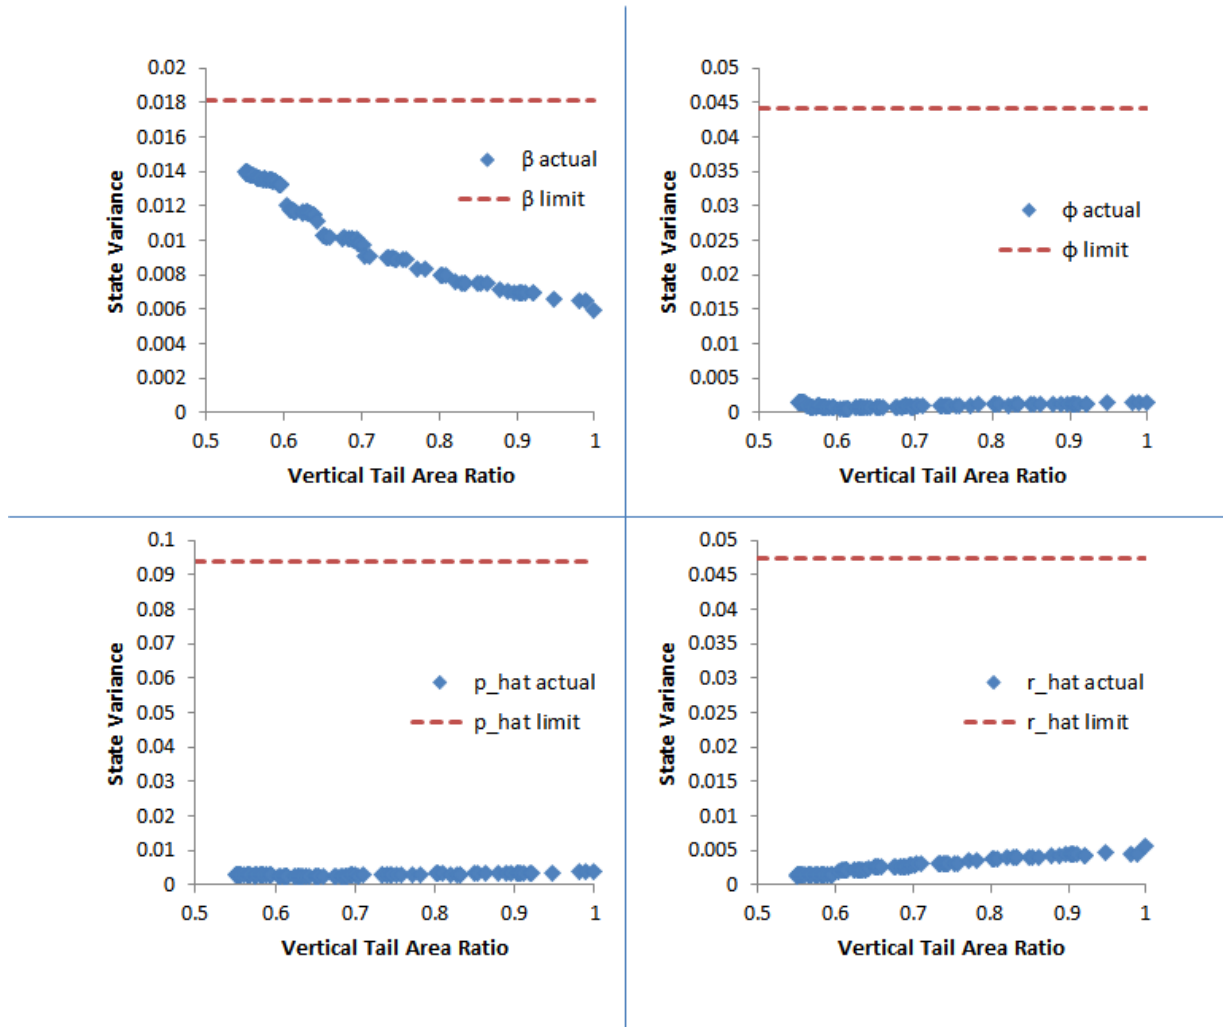 0.02
0.018
0.016
0.014
0.012
0.01
0.008
0.006
0.004
0.002
0
State Variance
β actual
β limit
0.5 0.6 0.7 0.8 0.9 1
Vertical Tail Area Ratio
0.05
0.045
0.04
0.035
0.03
0.025
0.02
0.015
0.01
0.005
0
State Variance
ϕ actual
ϕ limit
0.5 0.6 0.7 0.8 0.9 1
Vertical Tail Area Ratio
0.1
0.09
0.08
0.07
0.06
0.05
0.04
0.03
0.02
0.01
0
State Variance
p_hat actual
p_hat limit
0.5 0.6 0.7 0.8 0.9 1
Vertical Tail Area Ratio
0.05
0.045
0.04
0.035
0.03
0.025
0.02
0.015
0.01
0.005
0
State Variance
r_hat actual
r_hat limit
0.5 0.6 0.7 0.8 0.9 1
Vertical Tail Area Ratio